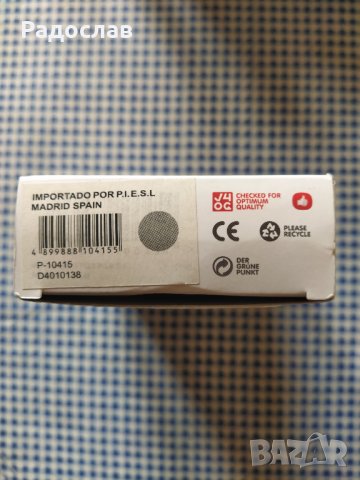 Радослав
IMPORTADO POR P.I.E.S.L
MADRID SPAIN
4 899888 104155
P-10415
D4010138
CHECKED FOR
OPTIMUM
QUALITY
CE
PLEASE
RECYCLE
DER
GRÜNE
PUNKT
BAZAR